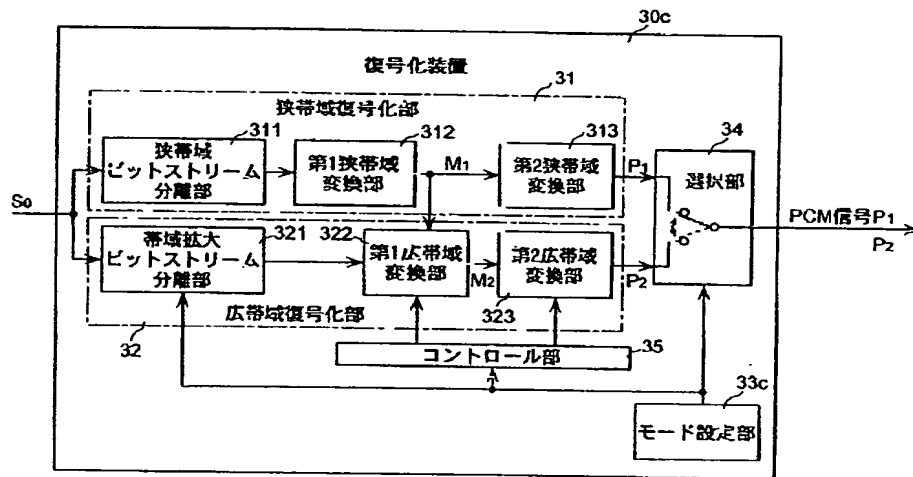 30c
復号化装置
31
狭帯域復号化部
311
狭帯域
ビットストリーム
分離部
312
第1狭帯域
変換部
M1
313
第2狭帯域
変換部
P1
34
選択部
S0
PCM信号P1
P2
321
帯域拡大
ビットストリーム
分離部
322
第1広帯域
変換部
M2
第2広帯域
変換部
323
P2
広帯域復号化部
32
コントロール部
35
33c
モード設定部